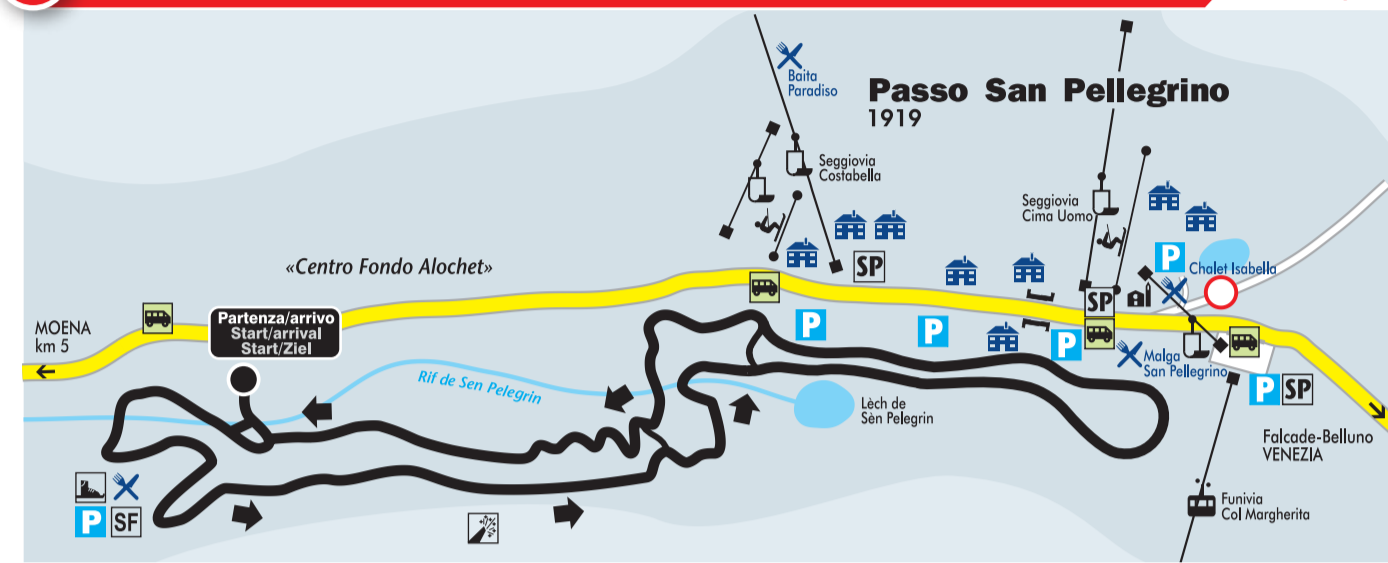 Baita
Paradiso
Passo San Pellegrino
1919
Seggiovia
Costabella
Seggiovia
Cima Uomo
«Centro Fondo Alochet»
SP
P
Chalet Isabella
MOENA
km 5
Partenza/arrivo
Start/arrival
Start/Ziel
SP
P
P
P
Malga
San Pellegrino
Rif de Sen Pelegrin
Lèch de
Sèn Pelegrin
P SP
Falcade-Belluno
VENEZIA
P SF
Funivia
Col Margherita